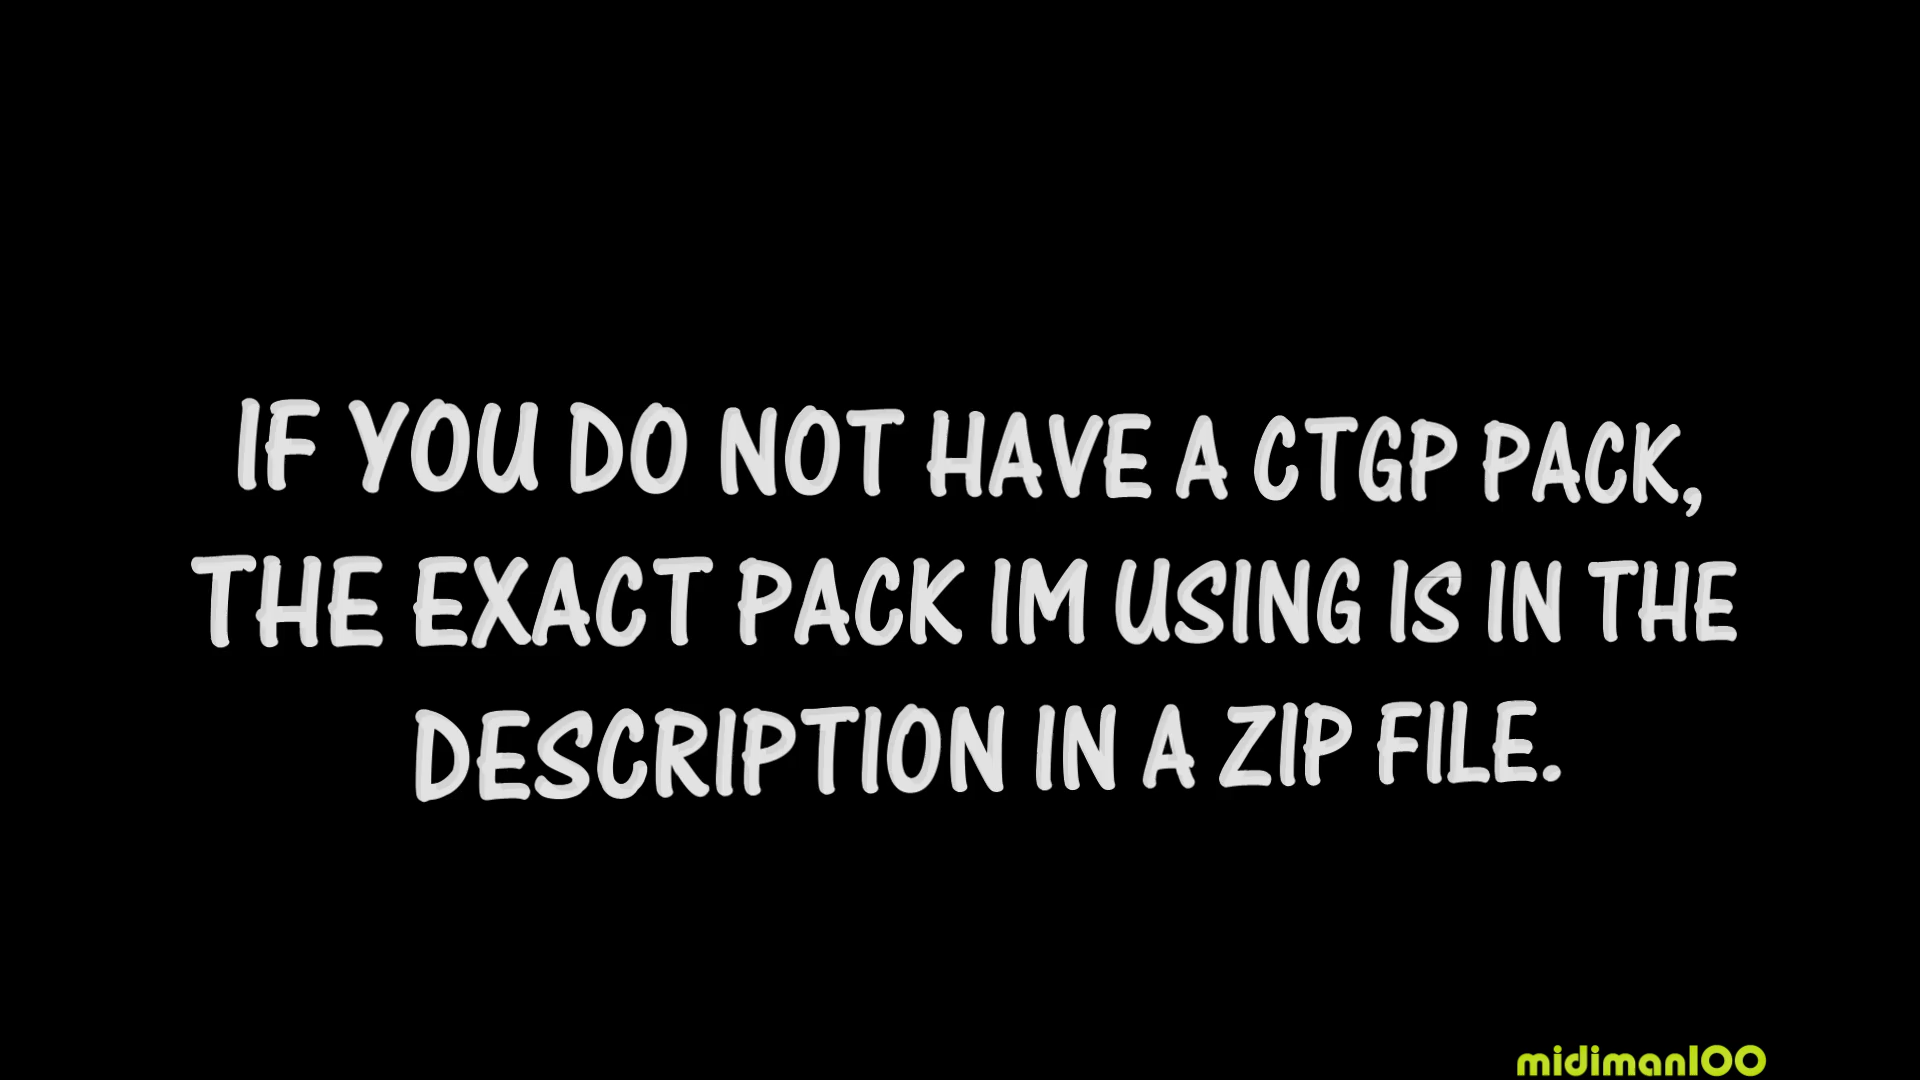 IF YOU DO NOT HAVE A CTGP PACK,
THE EXACT PACK IM USING IS IN THE
DESCRIPTION IN A ZIP FILE.
midiman100